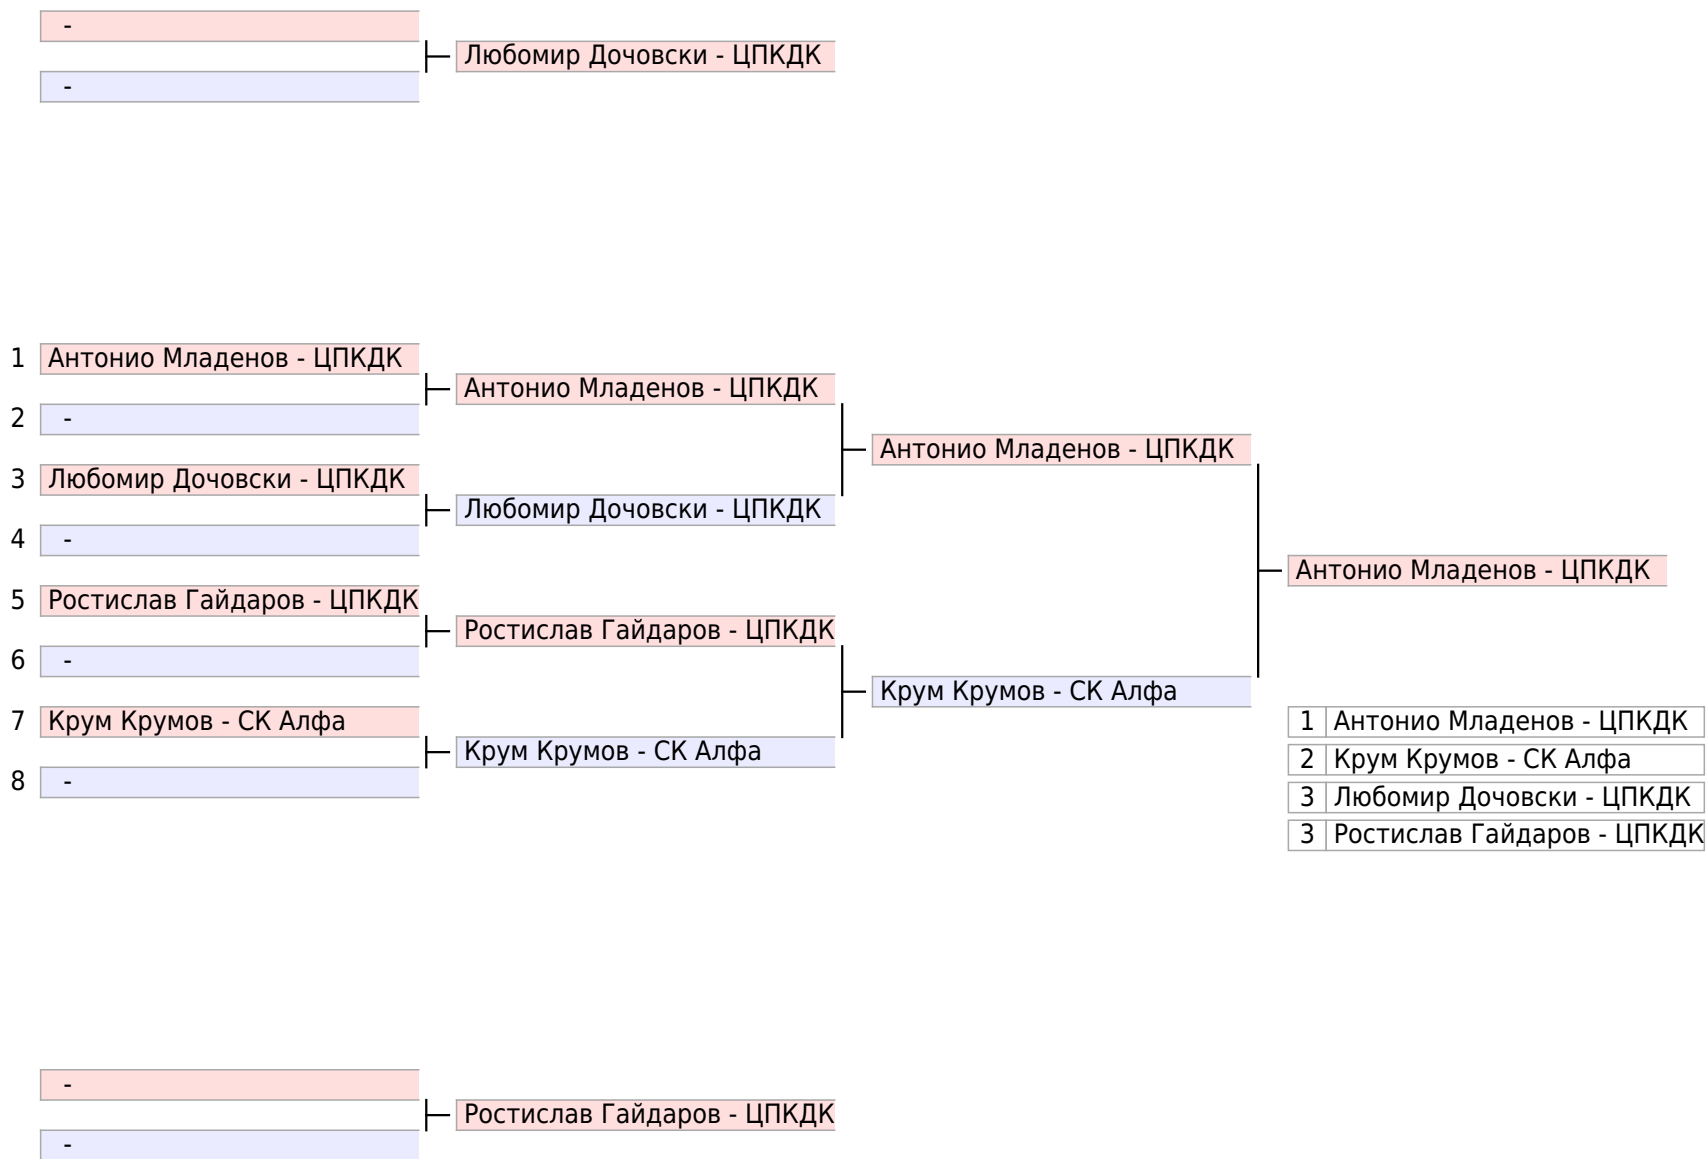 -
Любомир Дочовски - ЦПКДК
-
1 Антонио Младенов - ЦПКДК
Антонио Младенов - ЦПКДК
2 -
Антонио Младенов - ЦПКДК
3 Любомир Дочовски - ЦПКДК
Любомир Дочовски - ЦПКДК
4 -
Антонио Младенов - ЦПКДК
5 Ростислав Гайдаров - ЦПКДК
Ростислав Гайдаров - ЦПКДК
6 -
Крум Крумов - СК Алфа
7 Крум Крумов - СК Алфа
Крум Крумов - СК Алфа
8 -
1 Антонио Младенов - ЦПКДК
2 Крум Крумов - СК Алфа
3 Любомир Дочовски - ЦПКДК
3 Ростислав Гайдаров - ЦПКДК
-
Ростислав Гайдаров - ЦПКДК
-